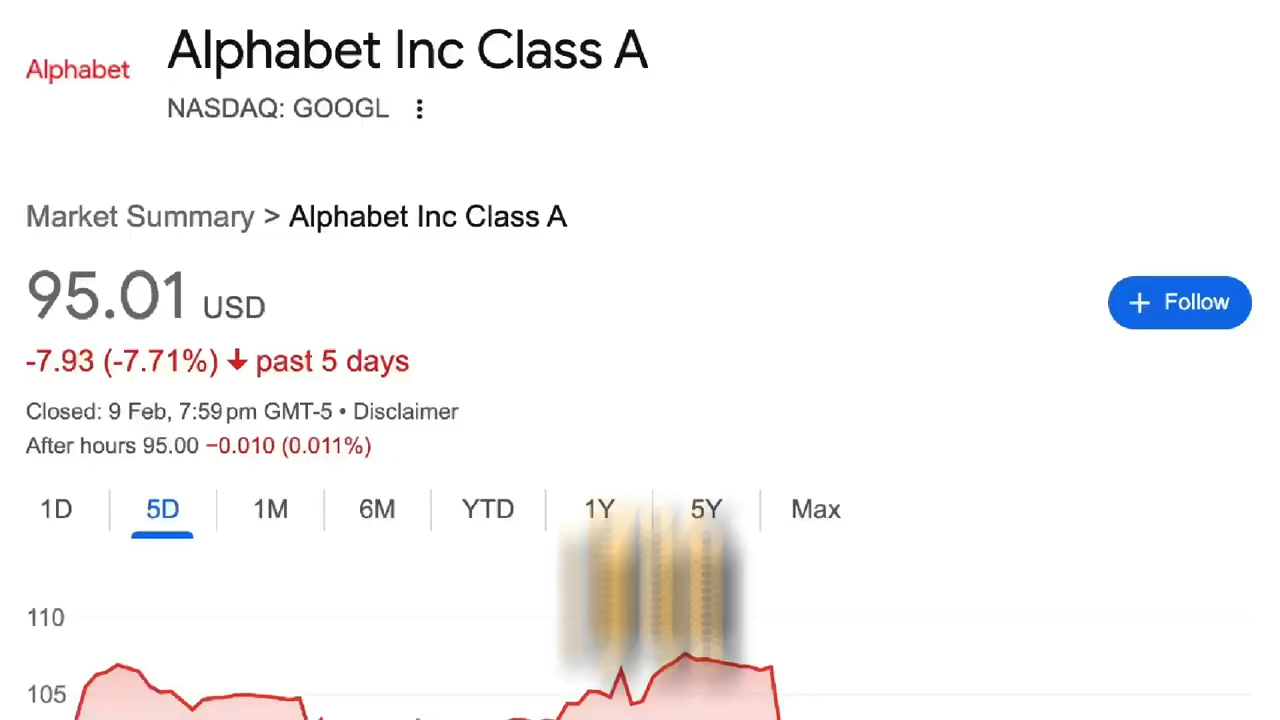 Alphabet
Alphabet Inc Class A
NASDAQ: GOOGL
Market Summary > Alphabet Inc Class A
95.01 USD
+ Follow
-7.93 (-7.71%) ↓ past 5 days
Closed: 9 Feb, 7:59 pm GMT-5 • Disclaimer
After hours 95.00 −0.010 (0.011%)
1D 5D 1M 6M YTD 1Y 5Y Max
110
105